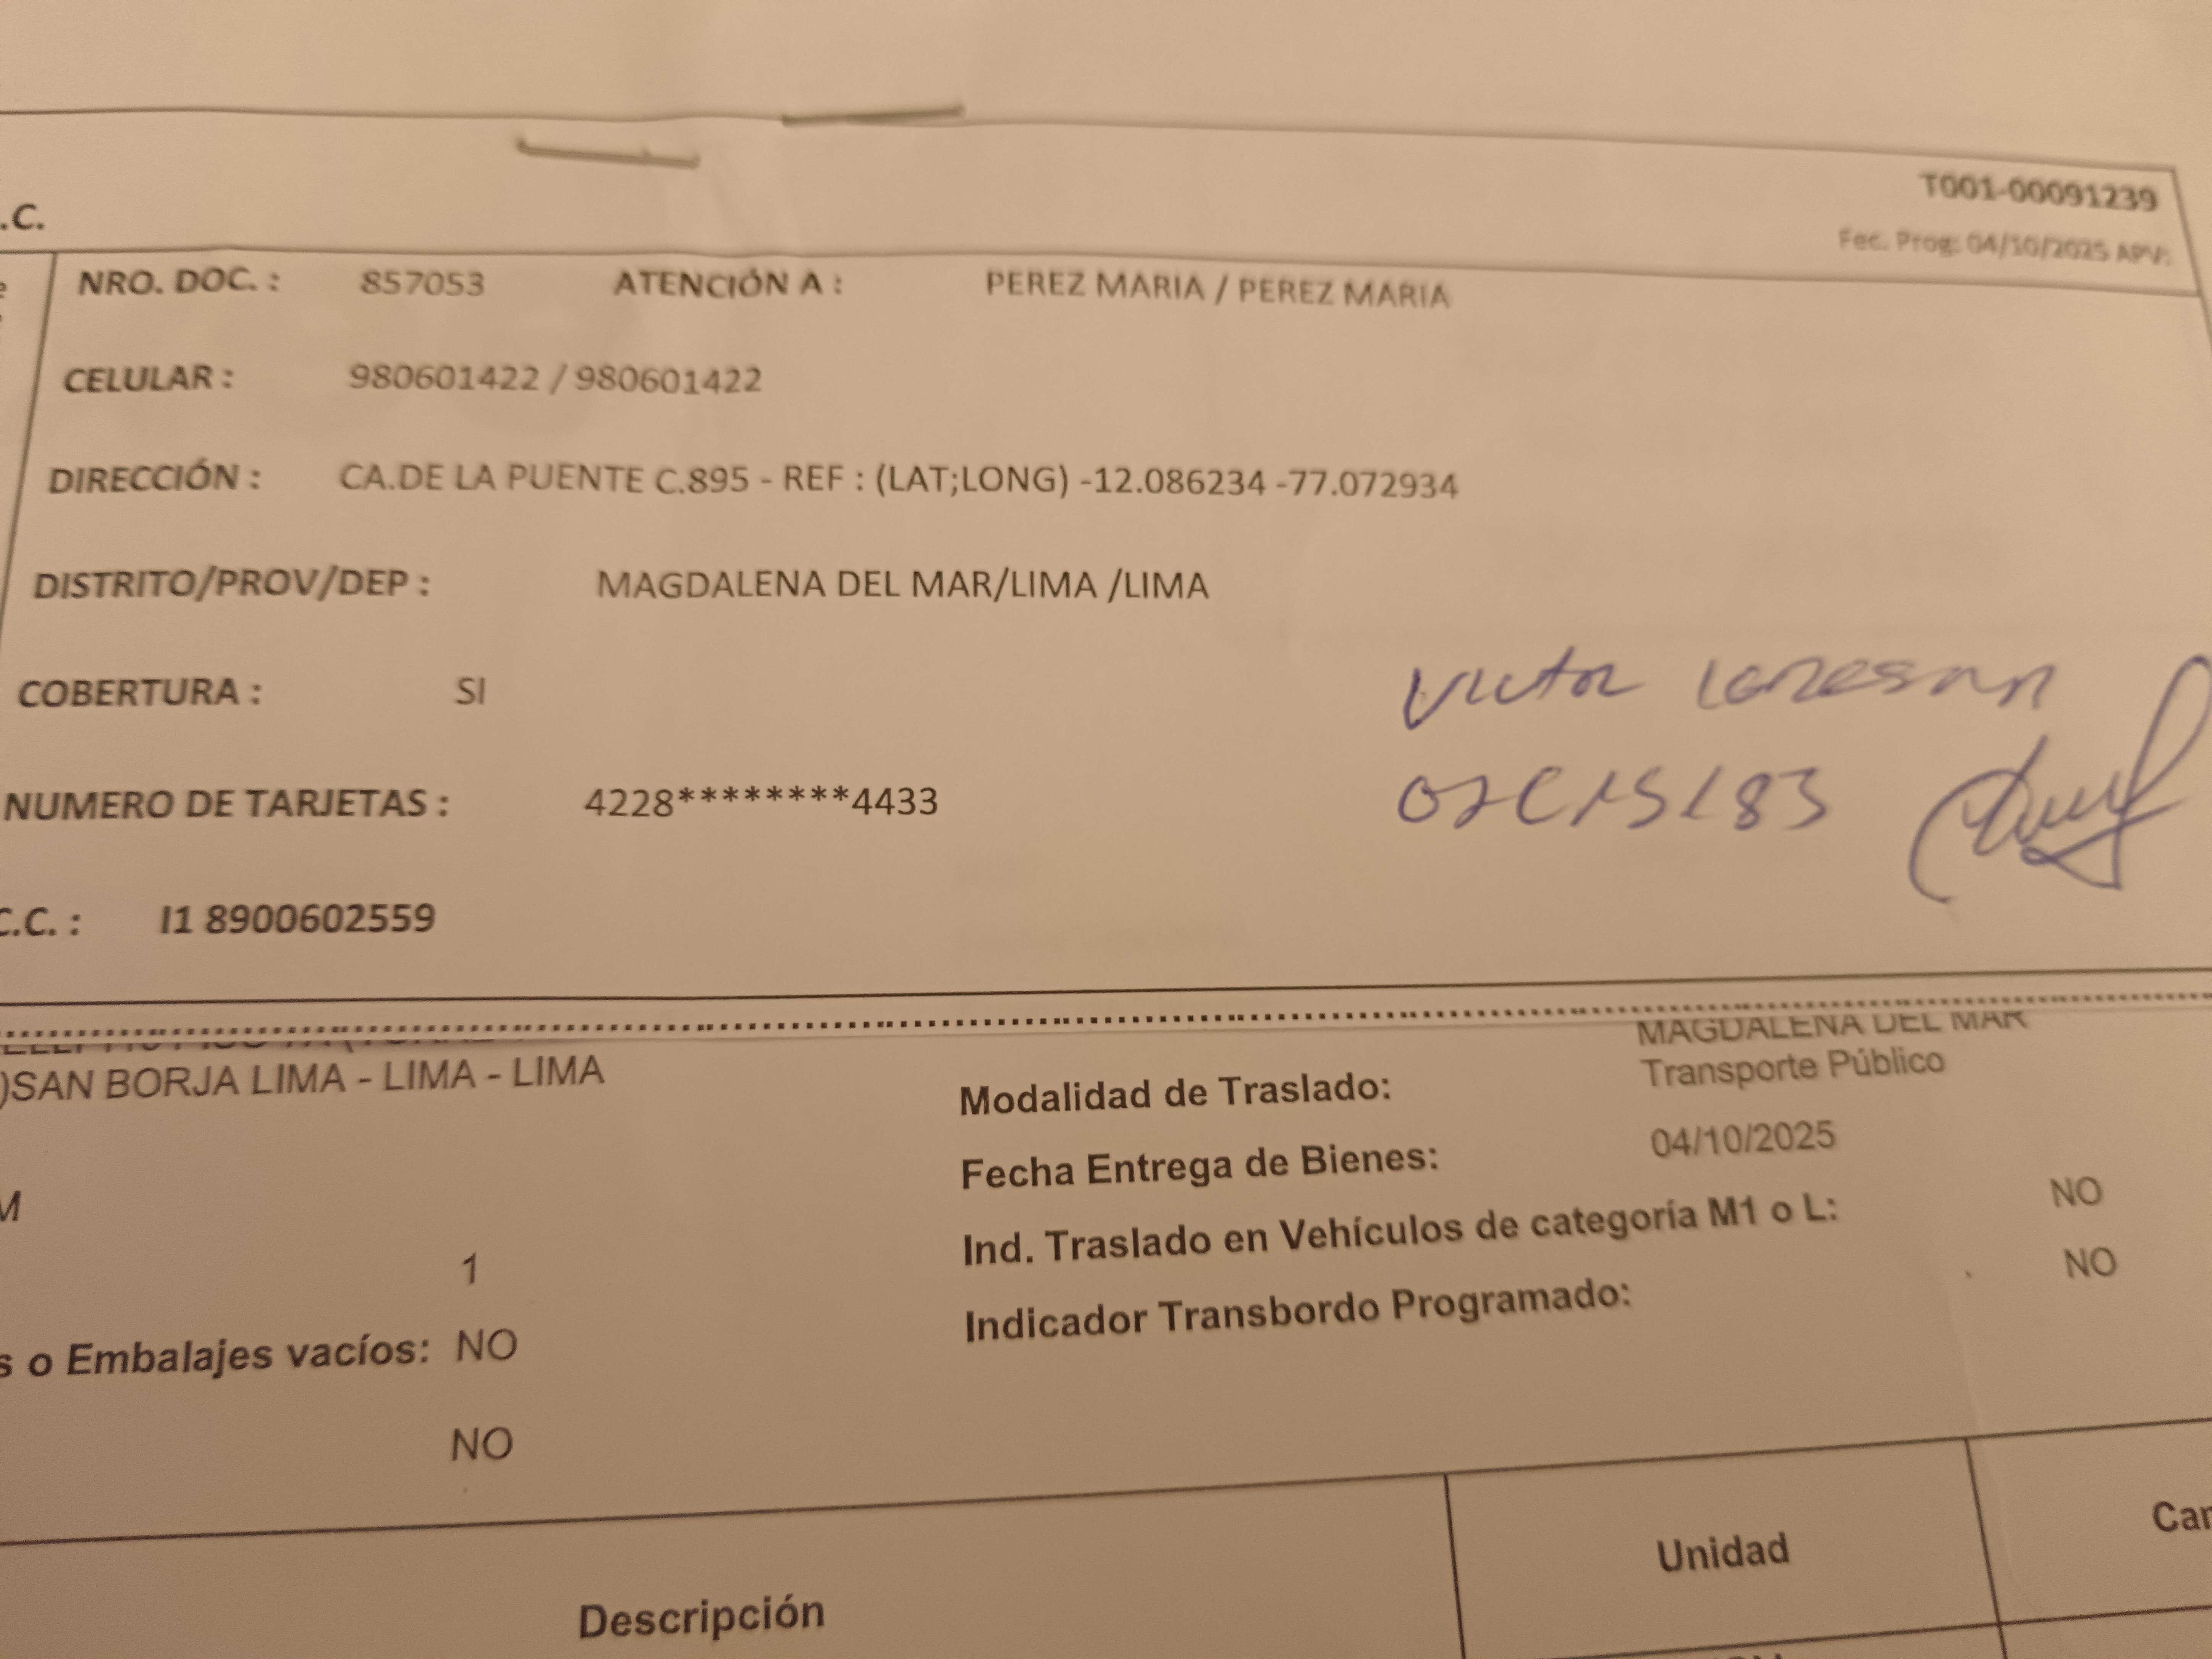 .C.
T001-00091239
Fec. Prog: 04/10/2025 APV:
NRO. DOC. : 857053 ATENCIÓN A : PEREZ MARIA / PEREZ MARIA
CELULAR : 980601422 / 980601422
DIRECCIÓN : CA.DE LA PUENTE C.895 - REF : (LAT;LONG) -12.086234 -77.072934
DISTRITO/PROV/DEP : MAGDALENA DEL MAR/LIMA /LIMA
COBERTURA : SI
Victor
NUMERO DE TARJETAS : 4228********4433
C.C. : I1 8900602559
MAGDALENA DEL MAR
)SAN BORJA LIMA - LIMA - LIMA
Modalidad de Traslado: Transporte Público
Fecha Entrega de Bienes: 04/10/2025
M
Ind. Traslado en Vehículos de categoría M1 o L: NO
1
Indicador Transbordo Programado: NO
s o Embalajes vacíos: NO
NO
Descripción Unidad Can